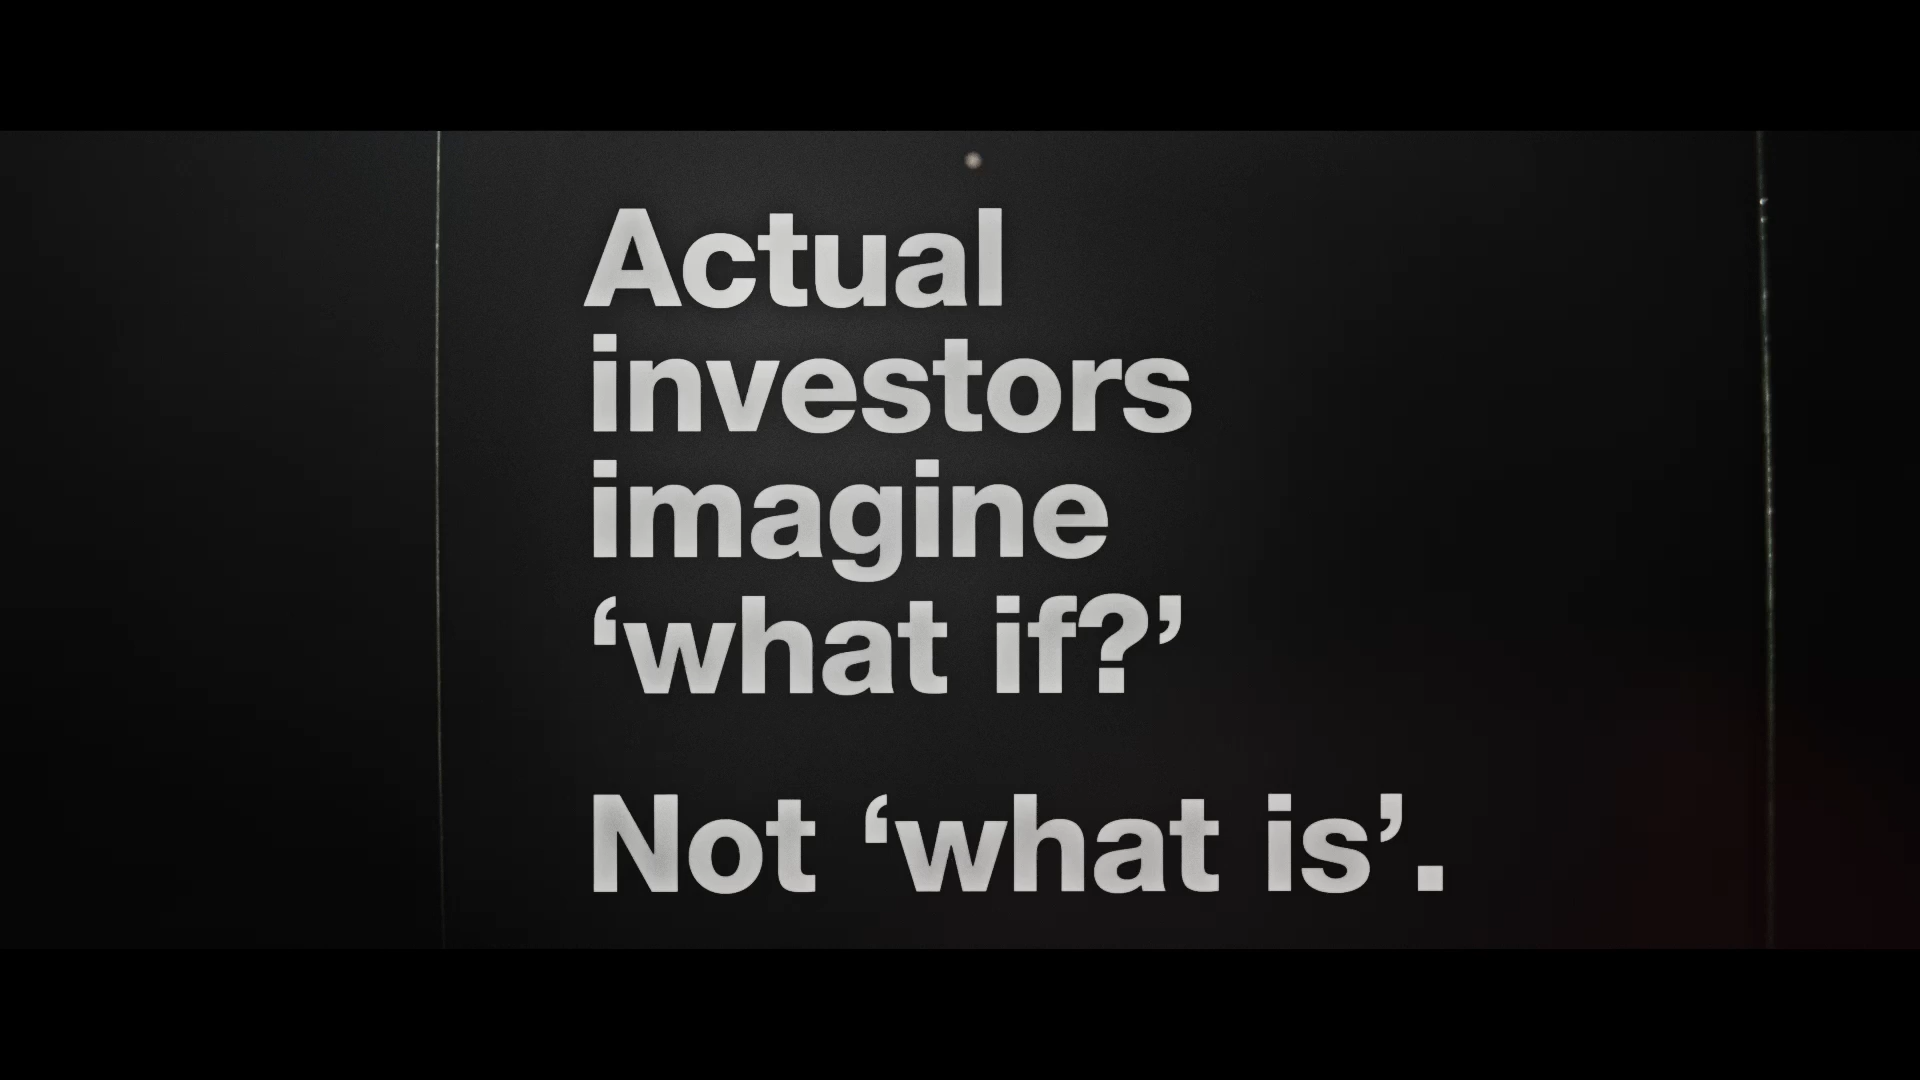 Actual
investors
imagine
‘what if?’
Not ‘what is’.